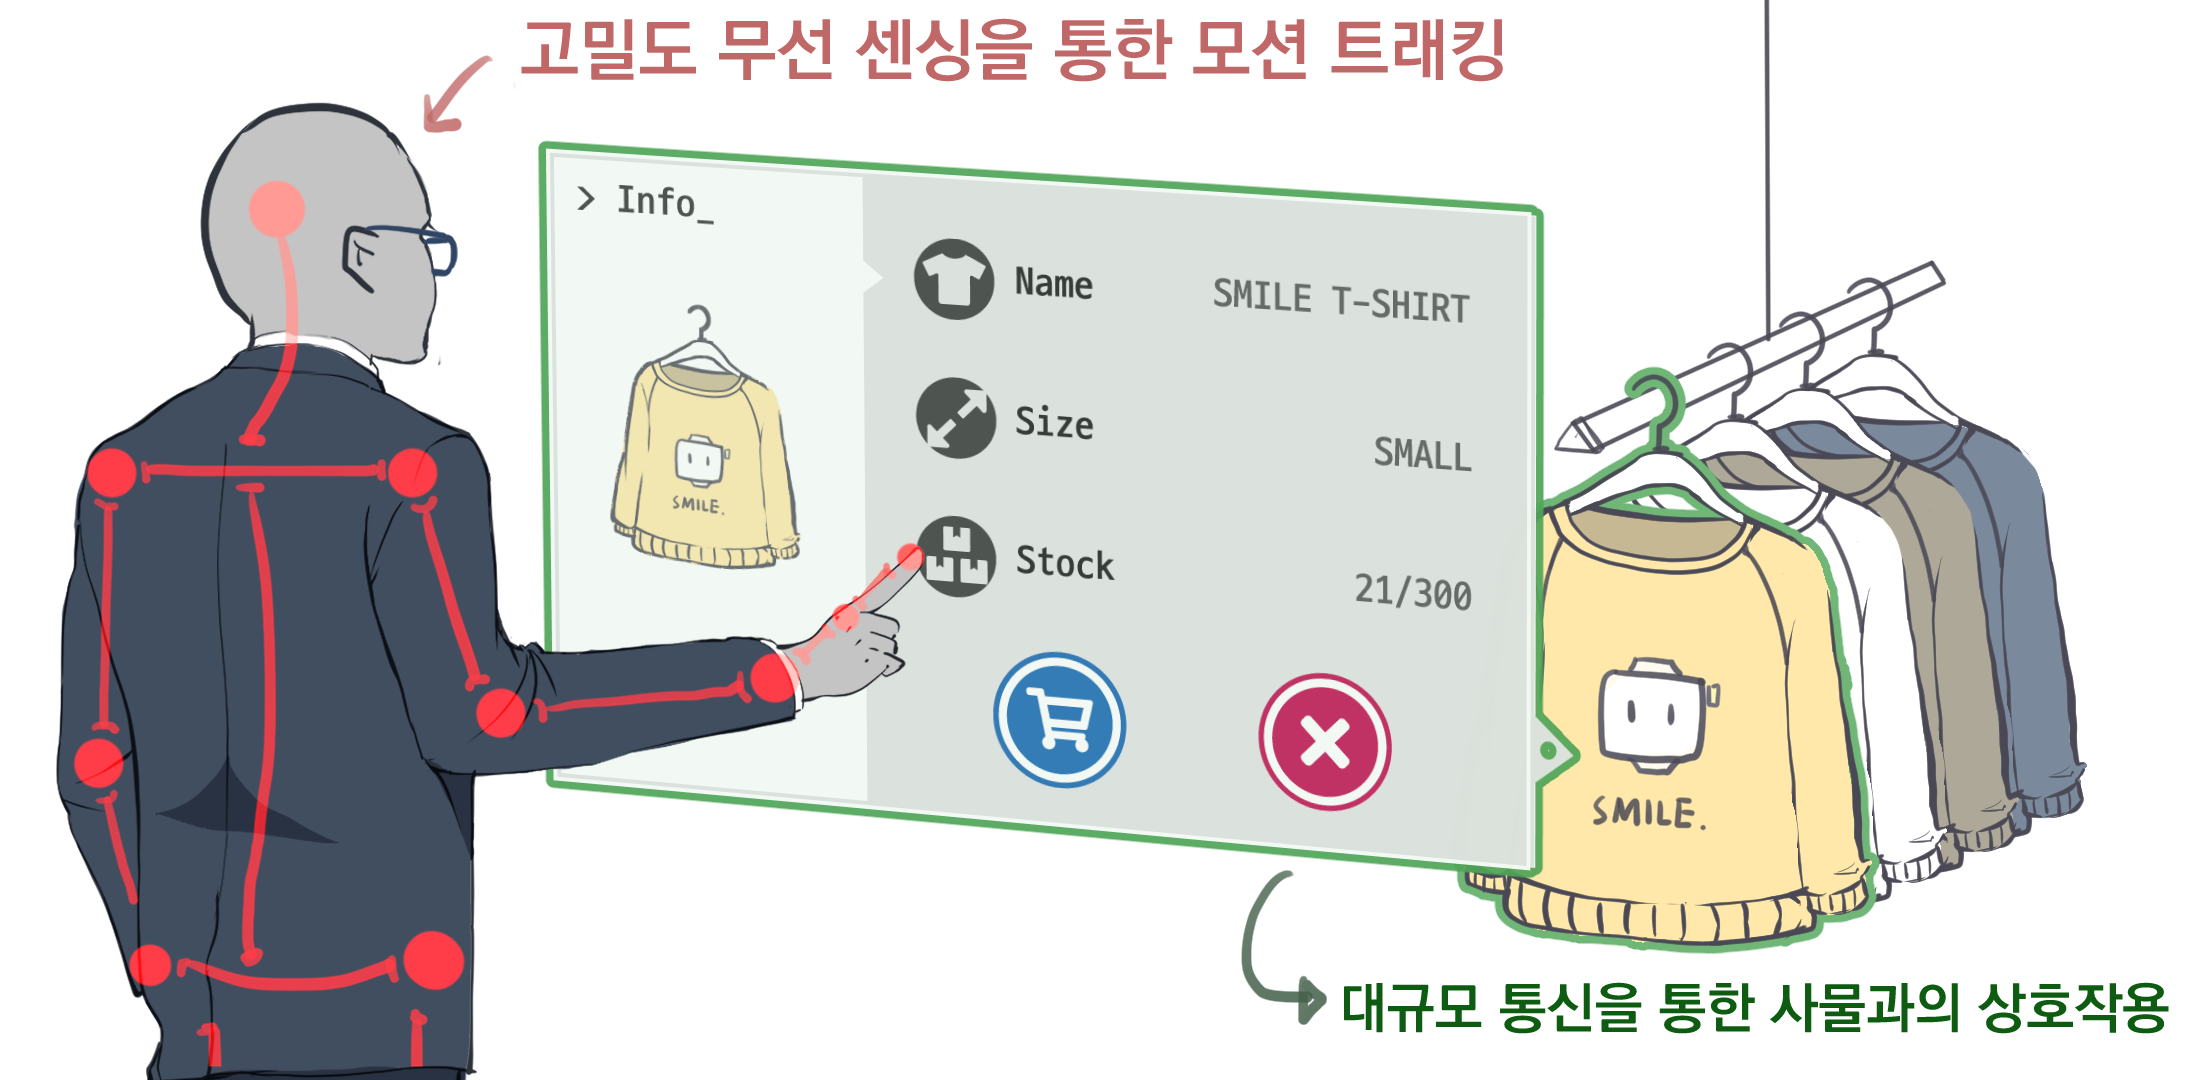 고밀도 무선 센싱을 통한 모션 트래킹
> Info_
Name SMILE T-SHIRT
Size SMALL
SMILE.
Stock 21/300
SMILE.
대규모 통신을 통한 사물과의 상호작용